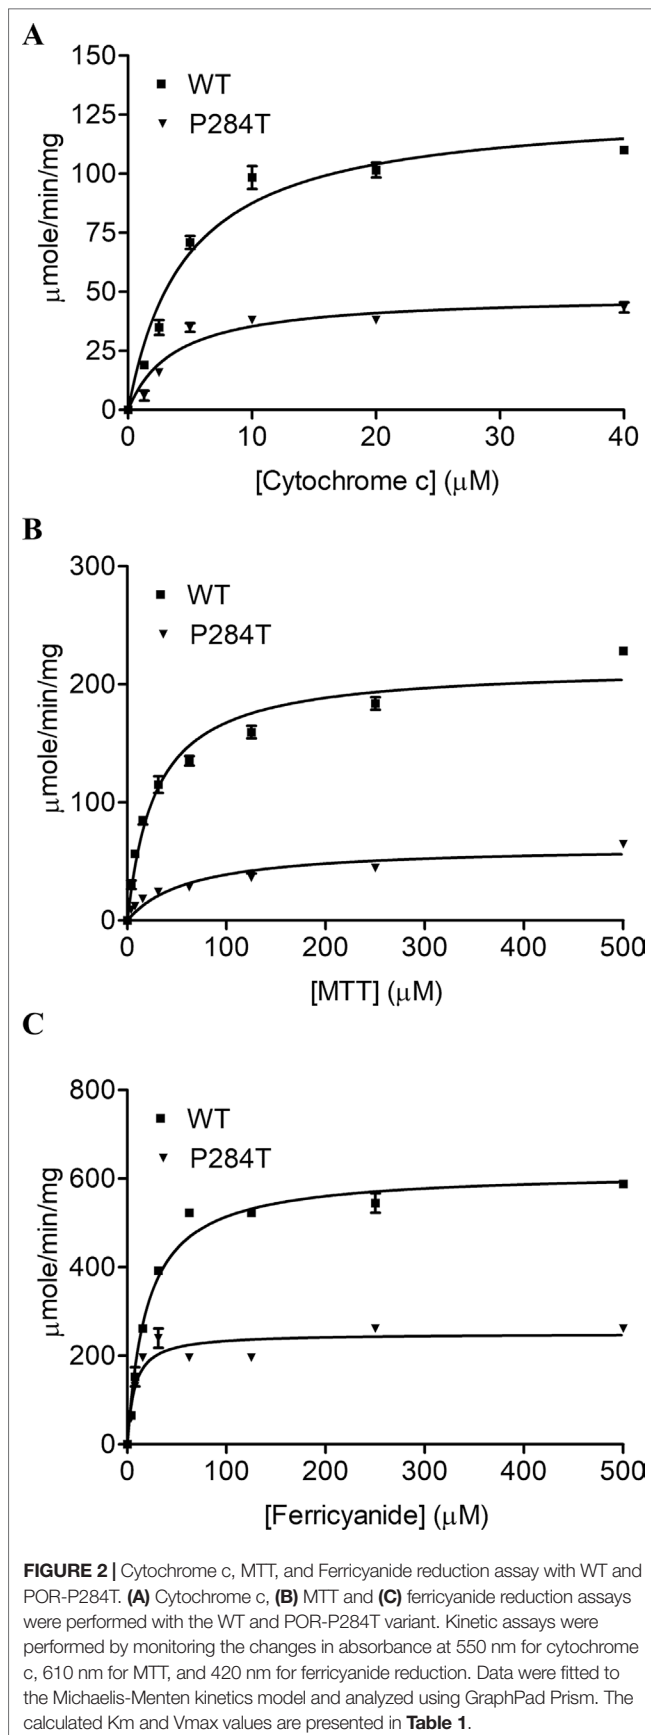 A
150
WT
125
P284T
100
75
50
25
0
0
10
20
30
40
µmole/min/mg
[Cytochrome c] (µM)
B
300
WT
P284T
200
100
0
0
100
200
300
400
500
µmole/min/mg
[MTT] (µM)
C
800
WT
P284T
600
400
200
0
0
100
200
300
400
500
µmole/min/mg
[Ferricyanide] (µM)
FIGURE 2 | Cytochrome c, MTT, and Ferricyanide reduction assay with WT and
POR-P284T. (A) Cytochrome c, (B) MTT and (C) ferricyanide reduction assays
were performed with the WT and POR-P284T variant. Kinetic assays were
performed by monitoring the changes in absorbance at 550 nm for cytochrome
c, 610 nm for MTT, and 420 nm for ferricyanide reduction. Data were fitted to
the Michaelis-Menten kinetics model and analyzed using GraphPad Prism. The
calculated Km and Vmax values are presented in Table 1.